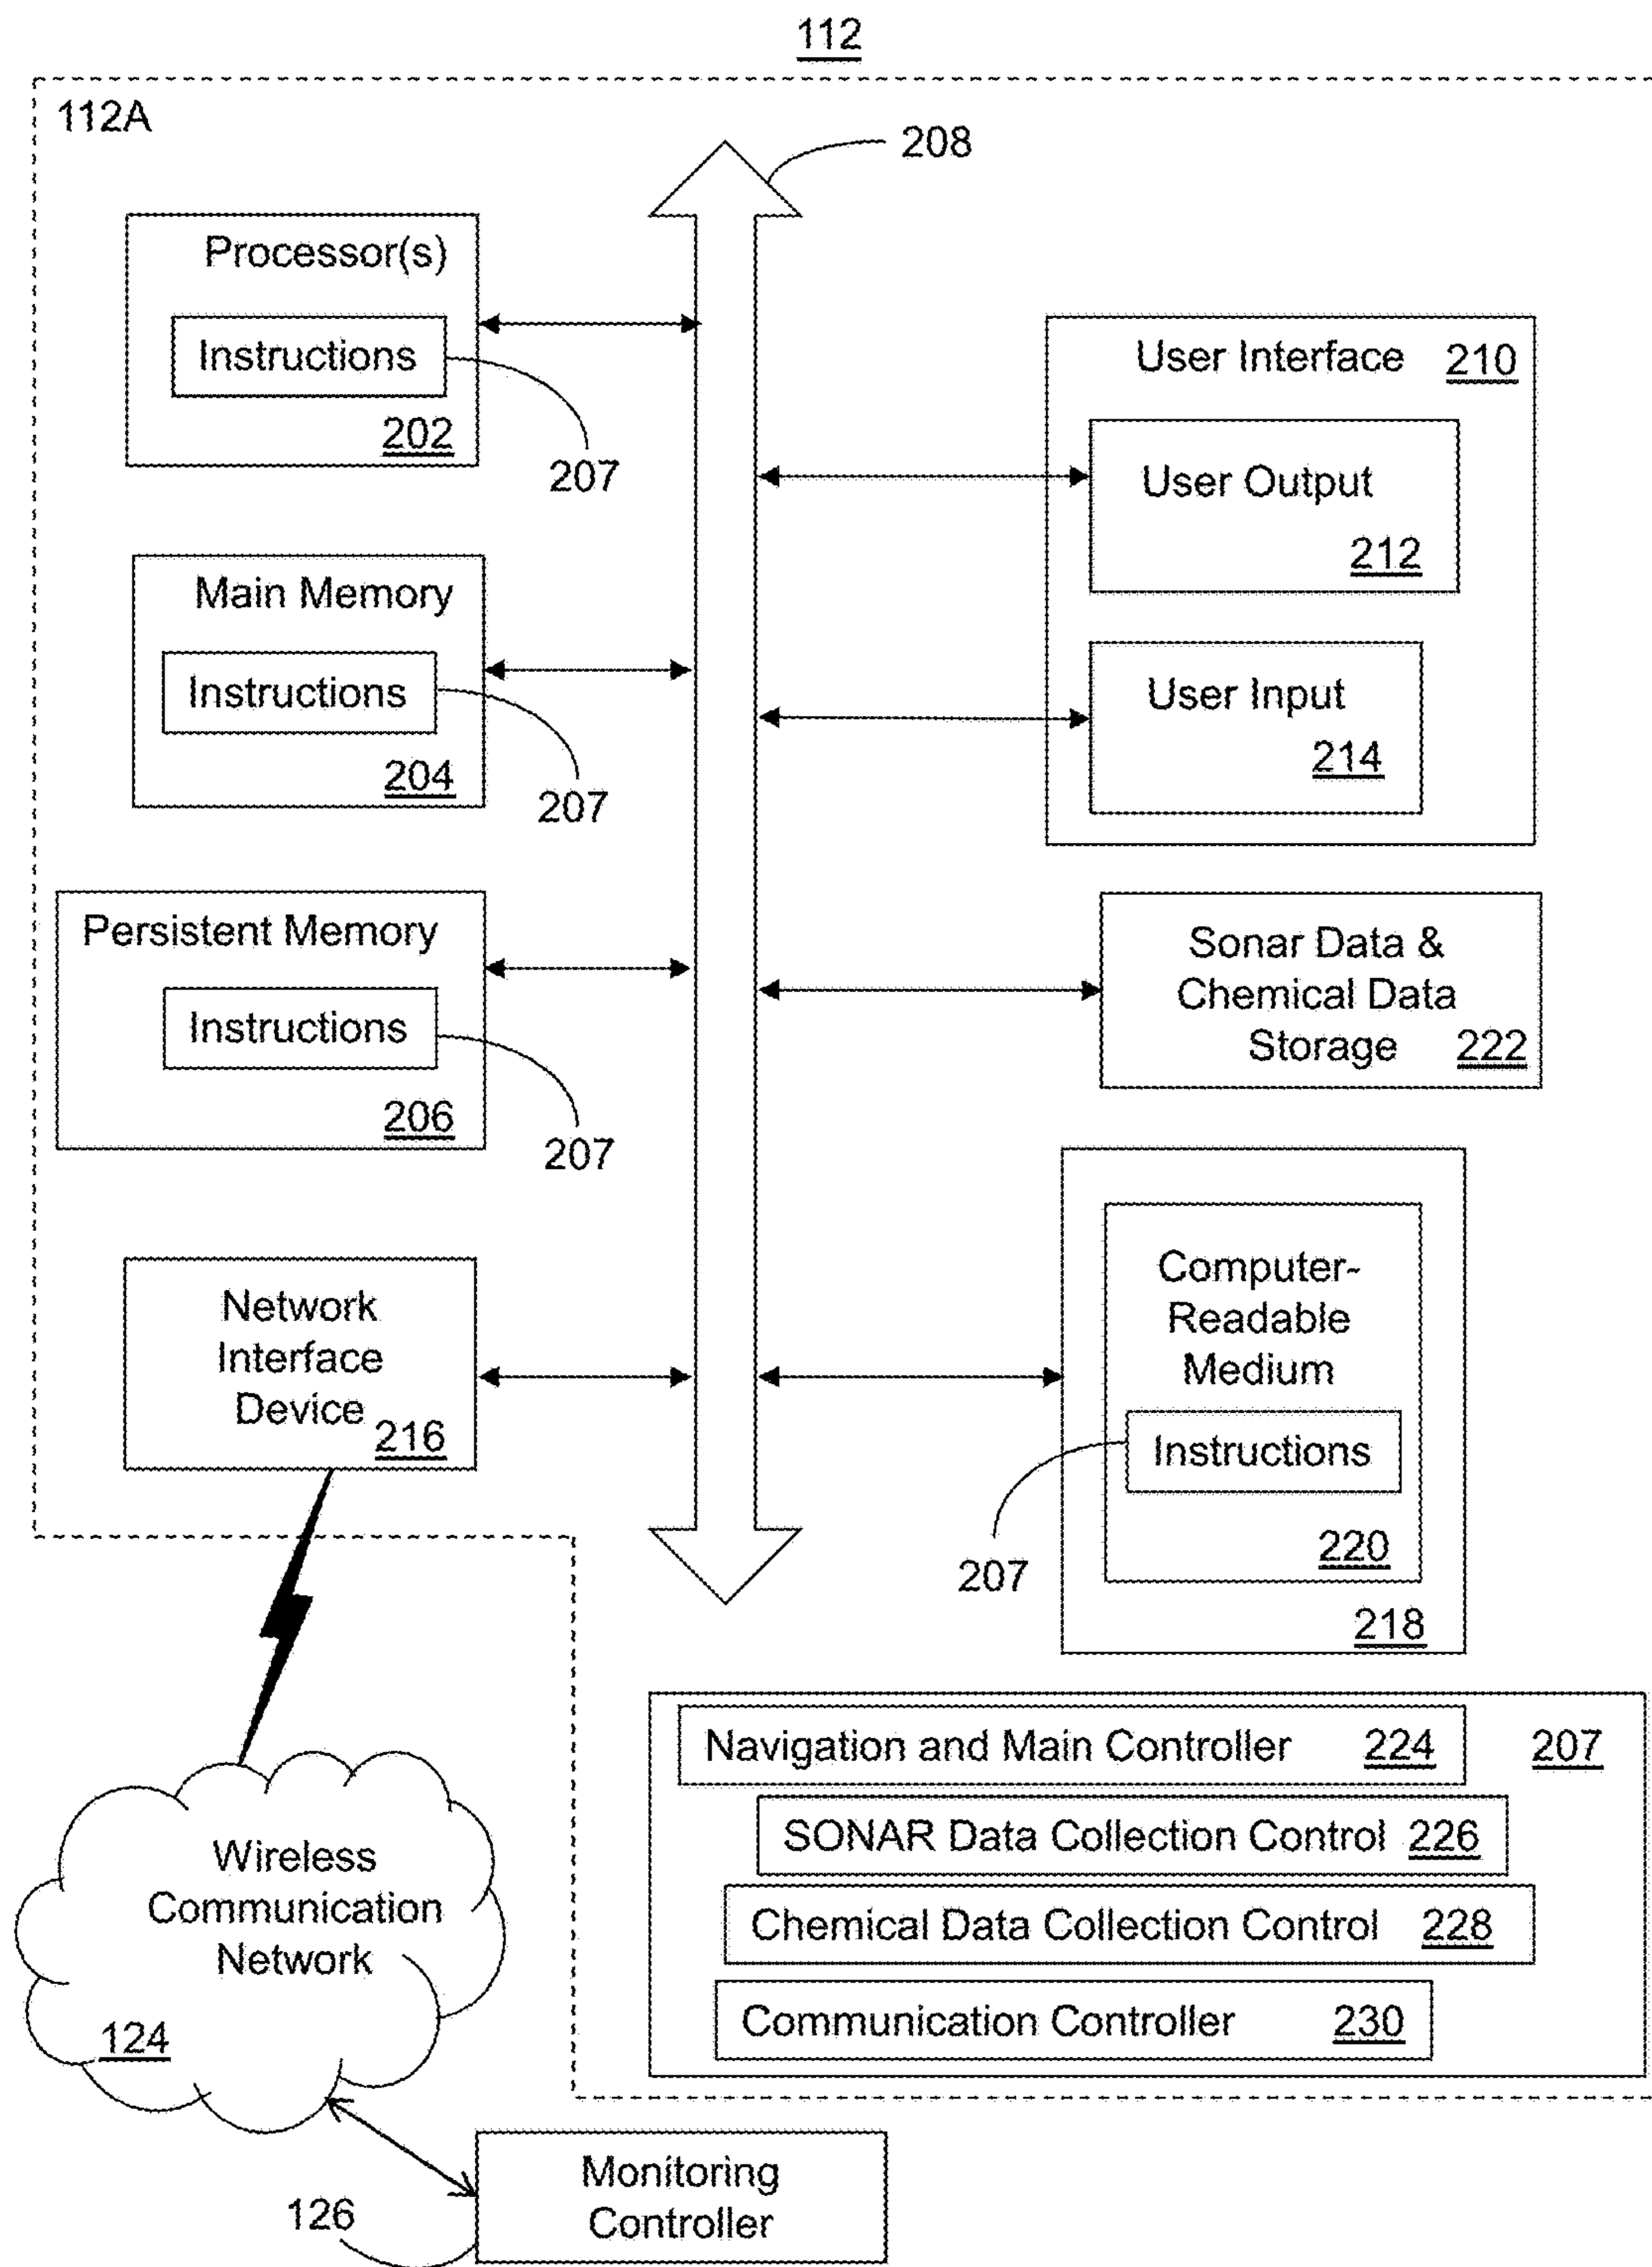 112
112A
208
Processor(s)
Instructions
202
207
User Interface 210
User Output
212
Main Memory
Instructions
204
207
User Input
214
Persistent Memory
Instructions
206
207
Sonar Data &
Chemical Data
Storage 222
Network
Interface
Device
216
Computer-
Readable
Medium
Instructions
207
220
218
Navigation and Main Controller 224
207
SONAR Data Collection Control 226
Chemical Data Collection Control 228
Communication Controller 230
Wireless
Communication
Network
124
Monitoring
Controller
126